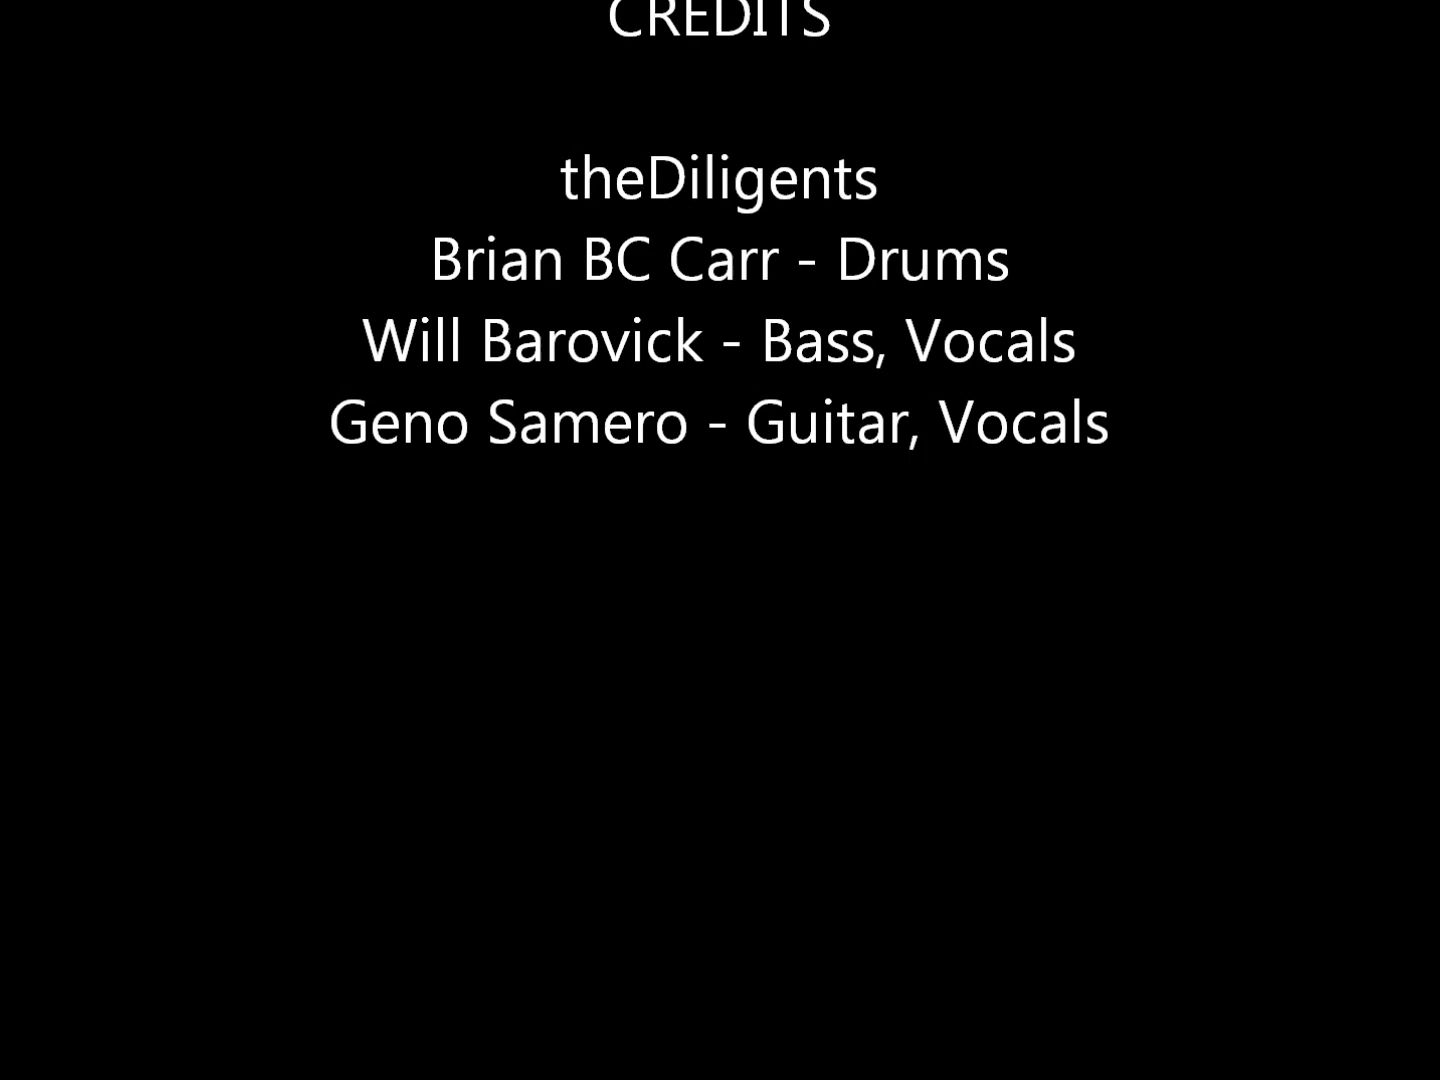 CREDITS
theDiligents
Brian BC Carr - Drums
Will Barovick - Bass, Vocals
Geno Samero - Guitar, Vocals